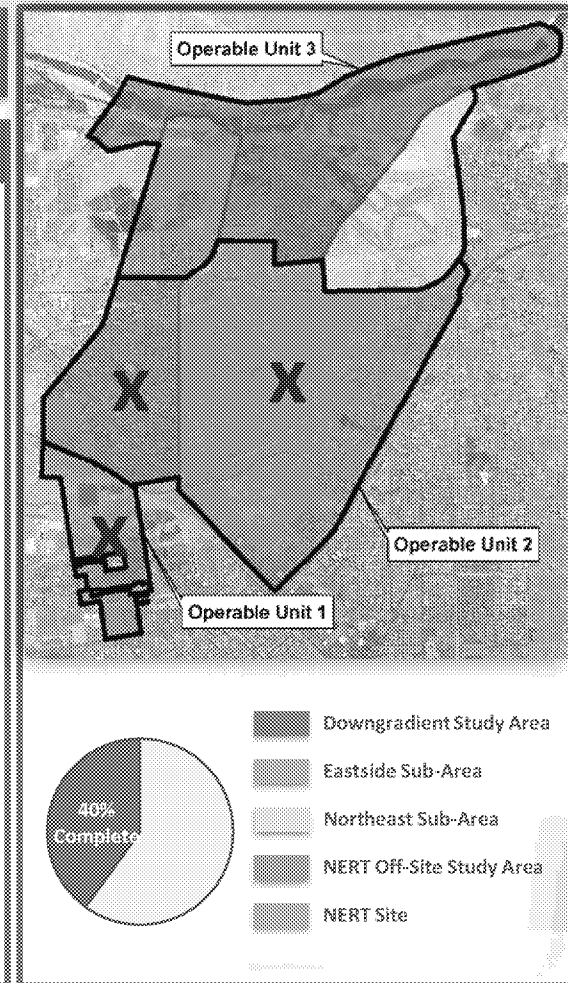 Operable Unit 3
X
X
X
Operable Unit 2
Operable Unit 1
40%
Complete
Downgradient Study Area
Eastside Sub-Area
Northeast Sub-Area
NERT Off-Site Study Area
NERT Site